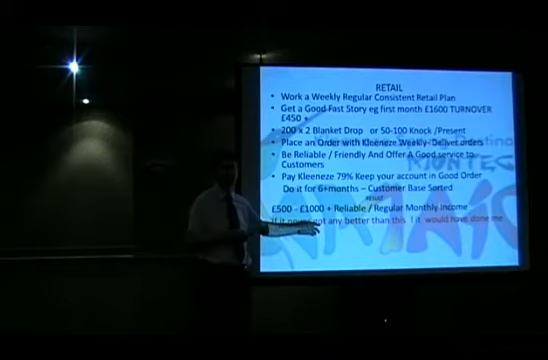 RETAIL
• Work a Weekly Regular Consistent Retail Plan
• Get a Good Fast Story eg first month £1600 TURNOVER
£450 +
• 200 x 2 Blanket Drop or 50-100 Knock /Present
• Place an Order with Kleeneze Weekly Deliver orders
• Be Reliable / Friendly And Offer A Good service to
Customers
• Pay Kleeneze 79% Keep your account in Good Order
Do it for 6+months – Customer Base Sorted
RESULT
£500 - £1000 + Reliable / Regular Monthly Income
If it never got any better than this it would have done me